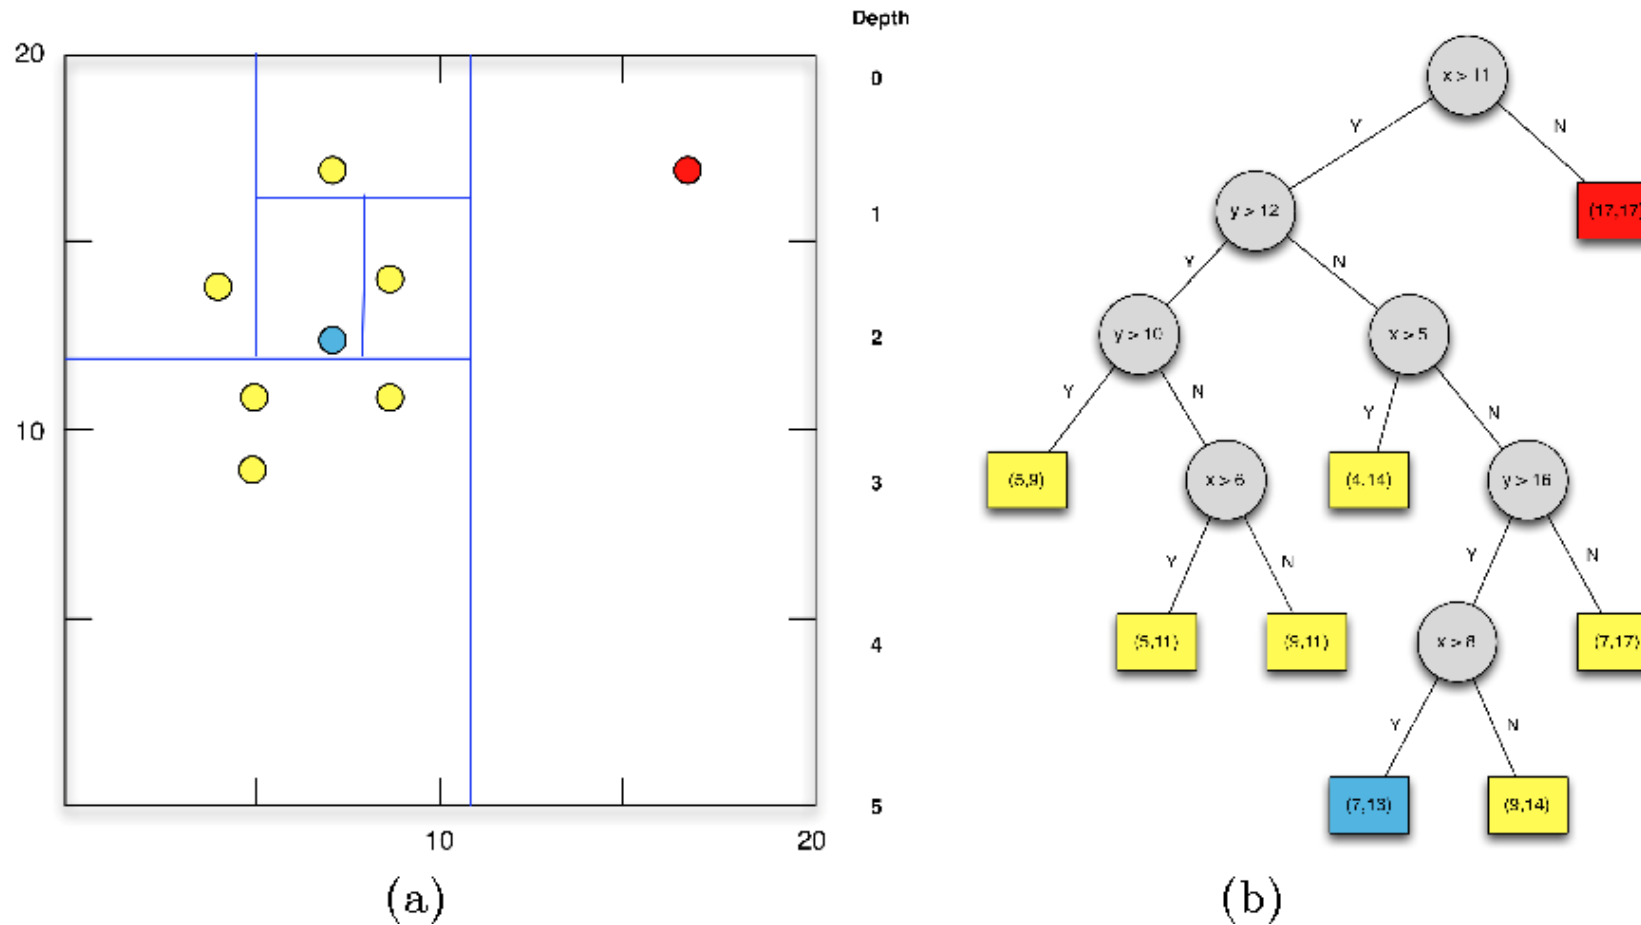 20
10
10
20
(a)
Depth
0
x > 11
Y
N
1
y > 12
(17,17)
Y
N
2
y > 10
x > 5
Y
N
Y
N
3
(5,9)
x > 6
(4.14)
y > 16
Y
N
Y
N
4
(5,11)
(9,11)
x > 8
(7,17)
Y
N
5
(7,13)
(9,14)
(b)